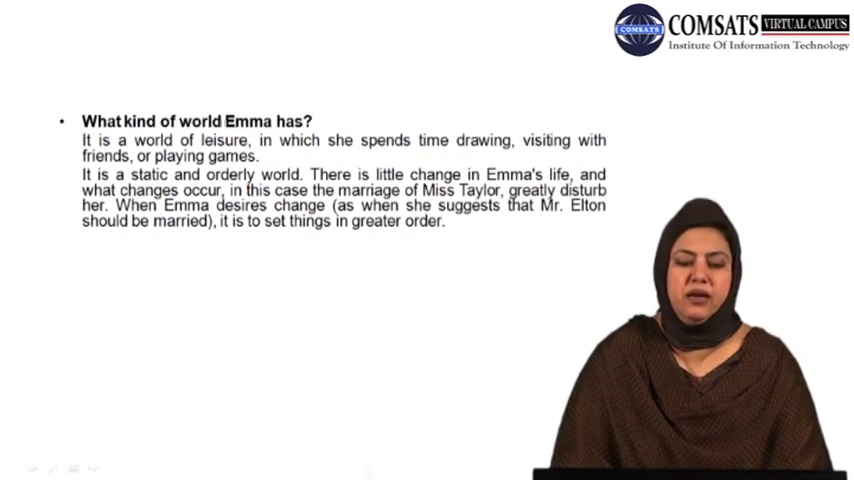 COMSATS VIRTUAL CAMPUS
COMSATS
Institute Of Information Technology
• What kind of world Emma has?
It is a world of leisure, in which she spends time drawing, visiting with
friends, or playing games.
It is a static and orderly world. There is little change in Emma's life, and
what changes occur, in this case the marriage of Miss Taylor, greatly disturb
her. When Emma desires change (as when she suggests that Mr. Elton
should be married), it is to set things in greater order.